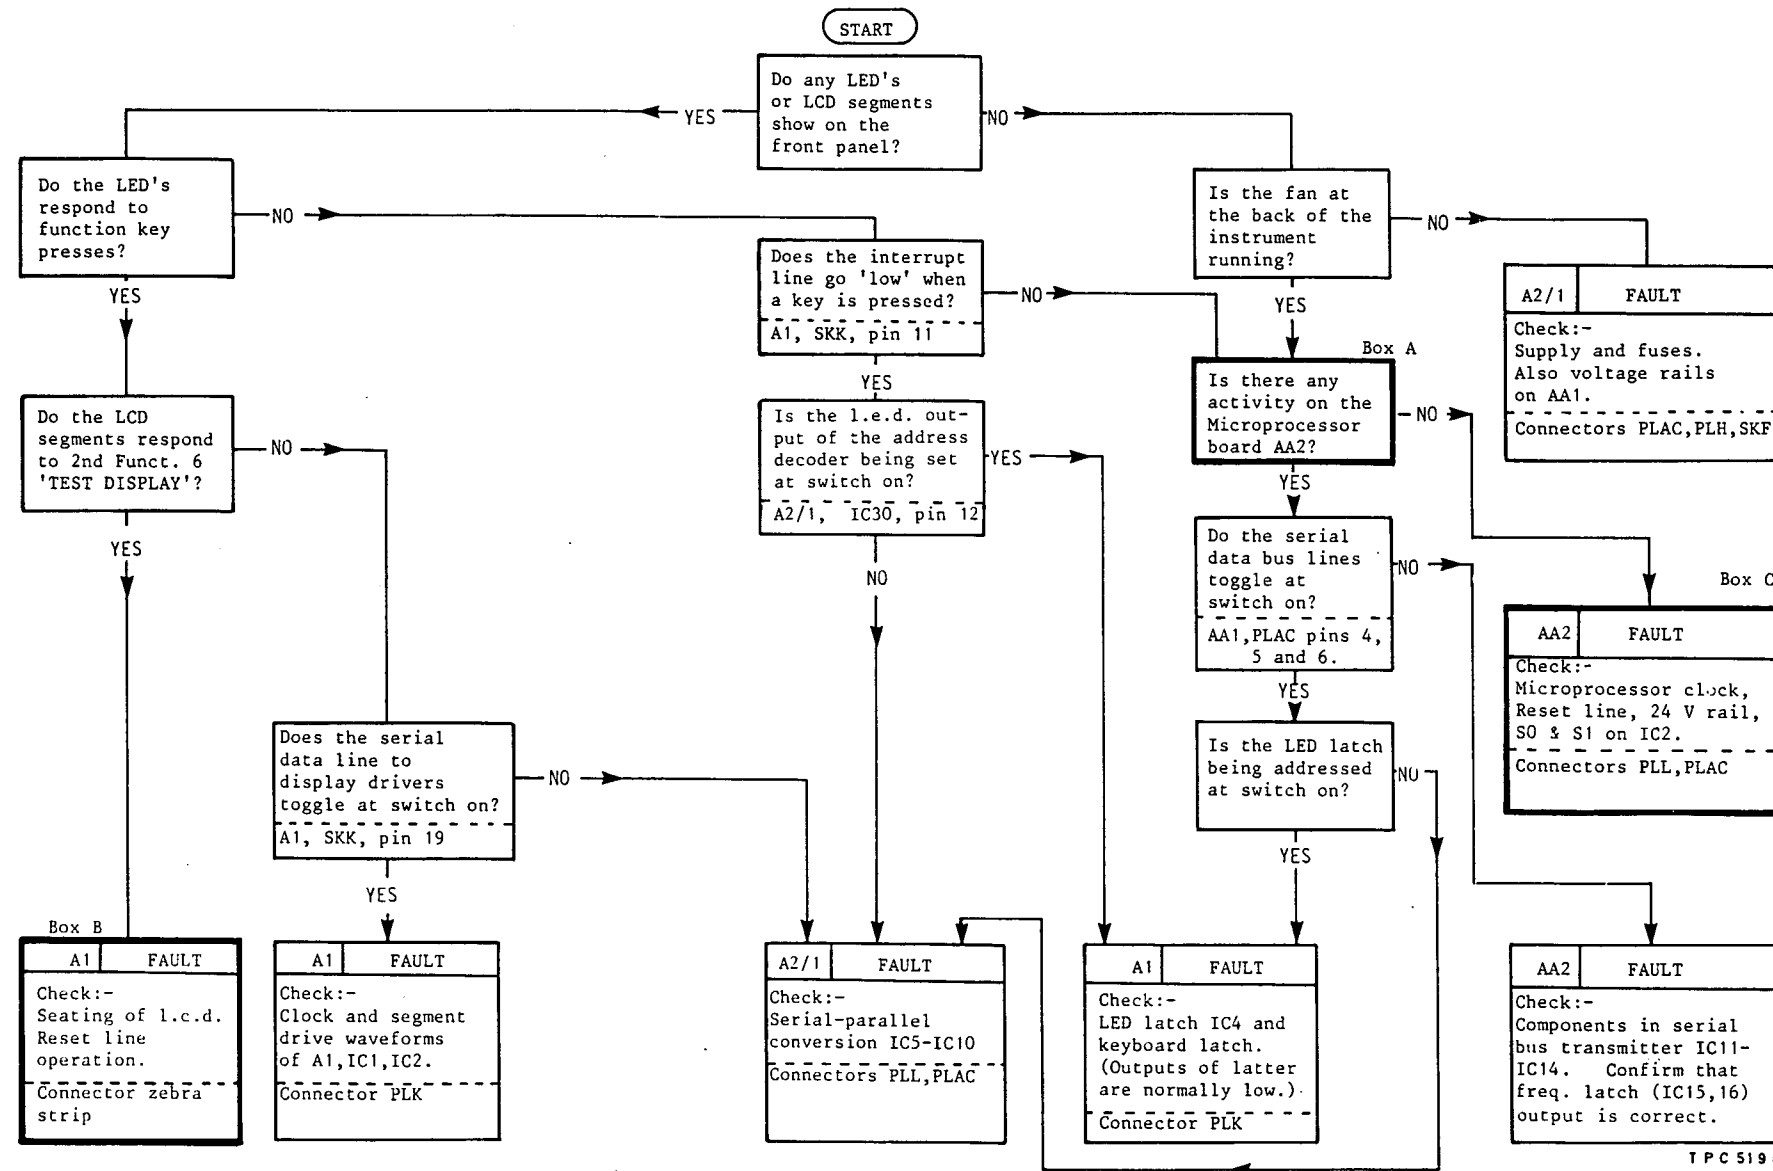 START
Do any LED's
or LCD segments
show on the
front panel?
YES
NO
Do the LED's
respond to
function key
presses?
NO
YES
Is the fan at
the back of the
instrument
running?
NO
YES
Does the interrupt
line go 'low' when
a key is pressed?
A1, SKK, pin 11
NO
YES
A2/1 FAULT
Check:-
Supply and fuses.
Also voltage rails
on AA1.
Connectors PLAC,PLH,SKF
Box A
Is there any
activity on the
Microprocessor
board AA2?
NO
YES
Do the LCD
segments respond
to 2nd Funct. 6
'TEST DISPLAY'?
NO
YES
Is the l.e.d. out-
put of the address
decoder being set
at switch on?
A2/1, IC30, pin 12
YES
NO
Do the serial
data bus lines
toggle at
switch on?
AA1,PLAC pins 4,
5 and 6.
NO
YES
Box C
AA2 FAULT
Check:-
Microprocessor clock,
Reset line, 24 V rail,
S0 & S1 on IC2.
Connectors PLL,PLAC
Does the serial
data line to
display drivers
toggle at switch on?
A1, SKK, pin 19
NO
YES
Is the LED latch
being addressed
at switch on?
NO
YES
Box B
A1 FAULT
Check:-
Seating of l.c.d.
Reset line
operation.
Connector zebra
strip
A1 FAULT
Check:-
Clock and segment
drive waveforms
of A1,IC1,IC2.
Connector PLK
A2/1 FAULT
Check:-
Serial-parallel
conversion IC5-IC10
Connectors PLL,PLAC
A1 FAULT
Check:-
LED latch IC4 and
keyboard latch.
(Outputs of latter
are normally low.)
Connector PLK
AA2 FAULT
Check:-
Components in serial
bus transmitter IC11-
IC14. Confirm that
freq. latch (IC15,16)
output is correct.
TPC 519